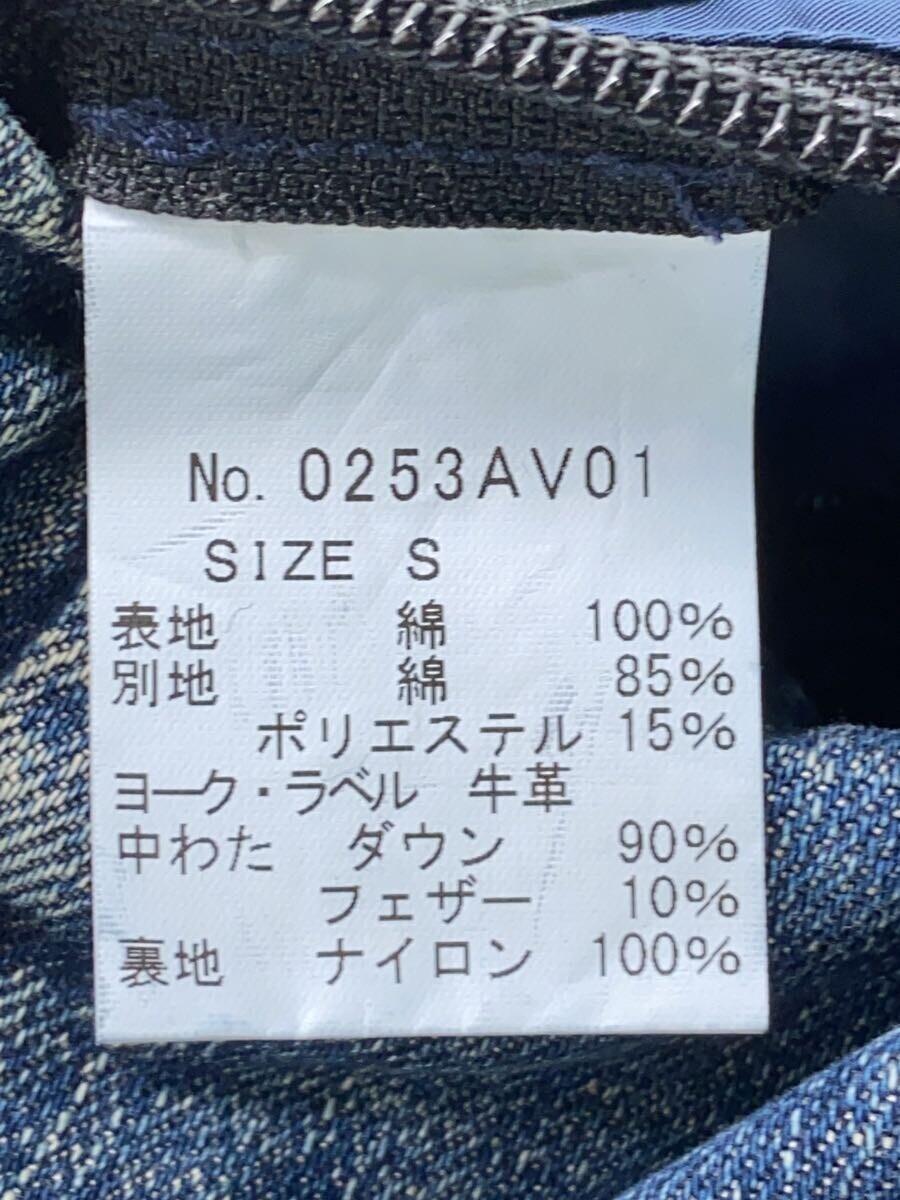 No. 0253AV01
SIZE S
表地 綿 100%
別地 綿 85%
ポリエステル 15%
ヨーク・ラベル 牛革
中わた ダウン 90%
フェザー 10%
裏地 ナイロン 100%